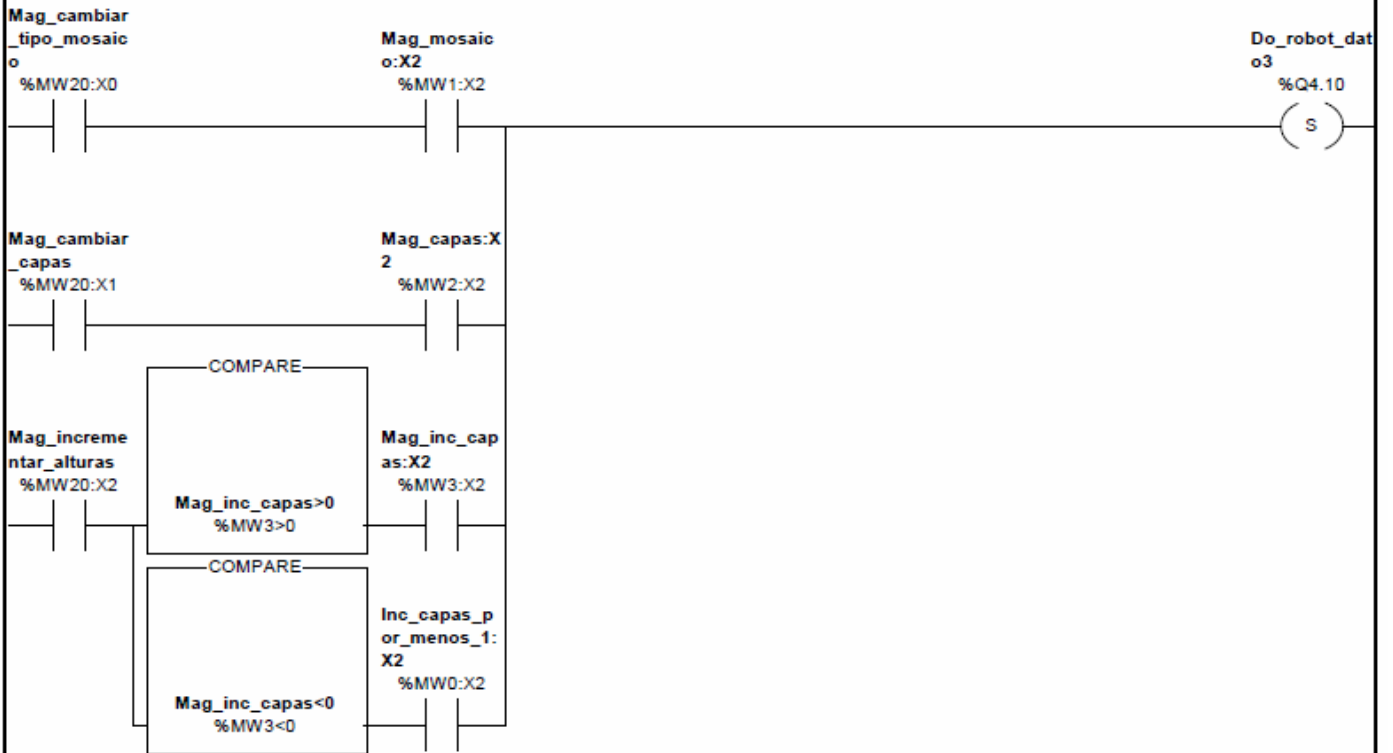 Mag_cambiar
_tipo_mosaic
o
%MW20:X0
Mag_mosaic
o:X2
%MW1:X2
Do_robot_dat
o3
%Q4.10
S
Mag_cambiar
_capas
%MW20:X1
Mag_capas:X
2
%MW2:X2
COMPARE
Mag_increme
ntar_alturas
%MW20:X2
Mag_inc_capas>0
%MW3>0
Mag_inc_cap
as:X2
%MW3:X2
COMPARE
Mag_inc_capas<0
%MW3<0
Inc_capas_p
or_menos_1:
X2
%MW0:X2